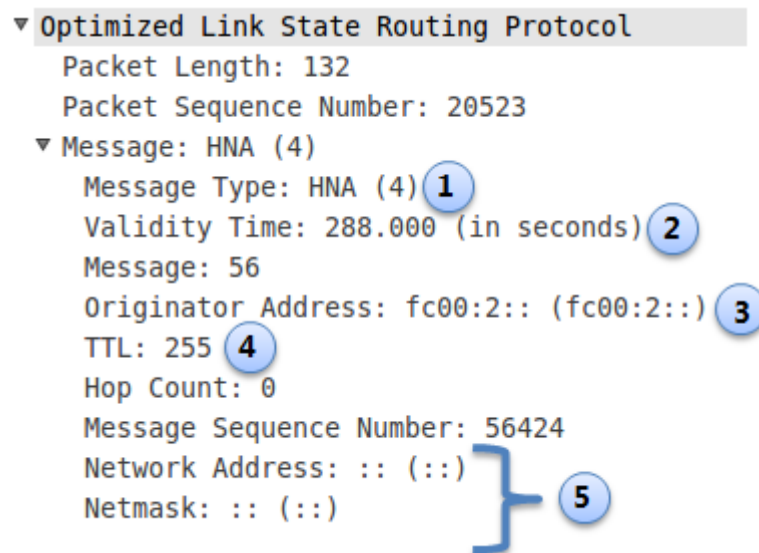 Optimized Link State Routing Protocol
Packet Length: 132
Packet Sequence Number: 20523
Message: HNA (4)
Message Type: HNA (4) 1
Validity Time: 288.000 (in seconds) 2
Message: 56
Originator Address: fc00:2:: (fc00:2::) 3
TTL: 255 4
Hop Count: 0
Message Sequence Number: 56424
Network Address: :: (::)
Netmask: :: (::) 5